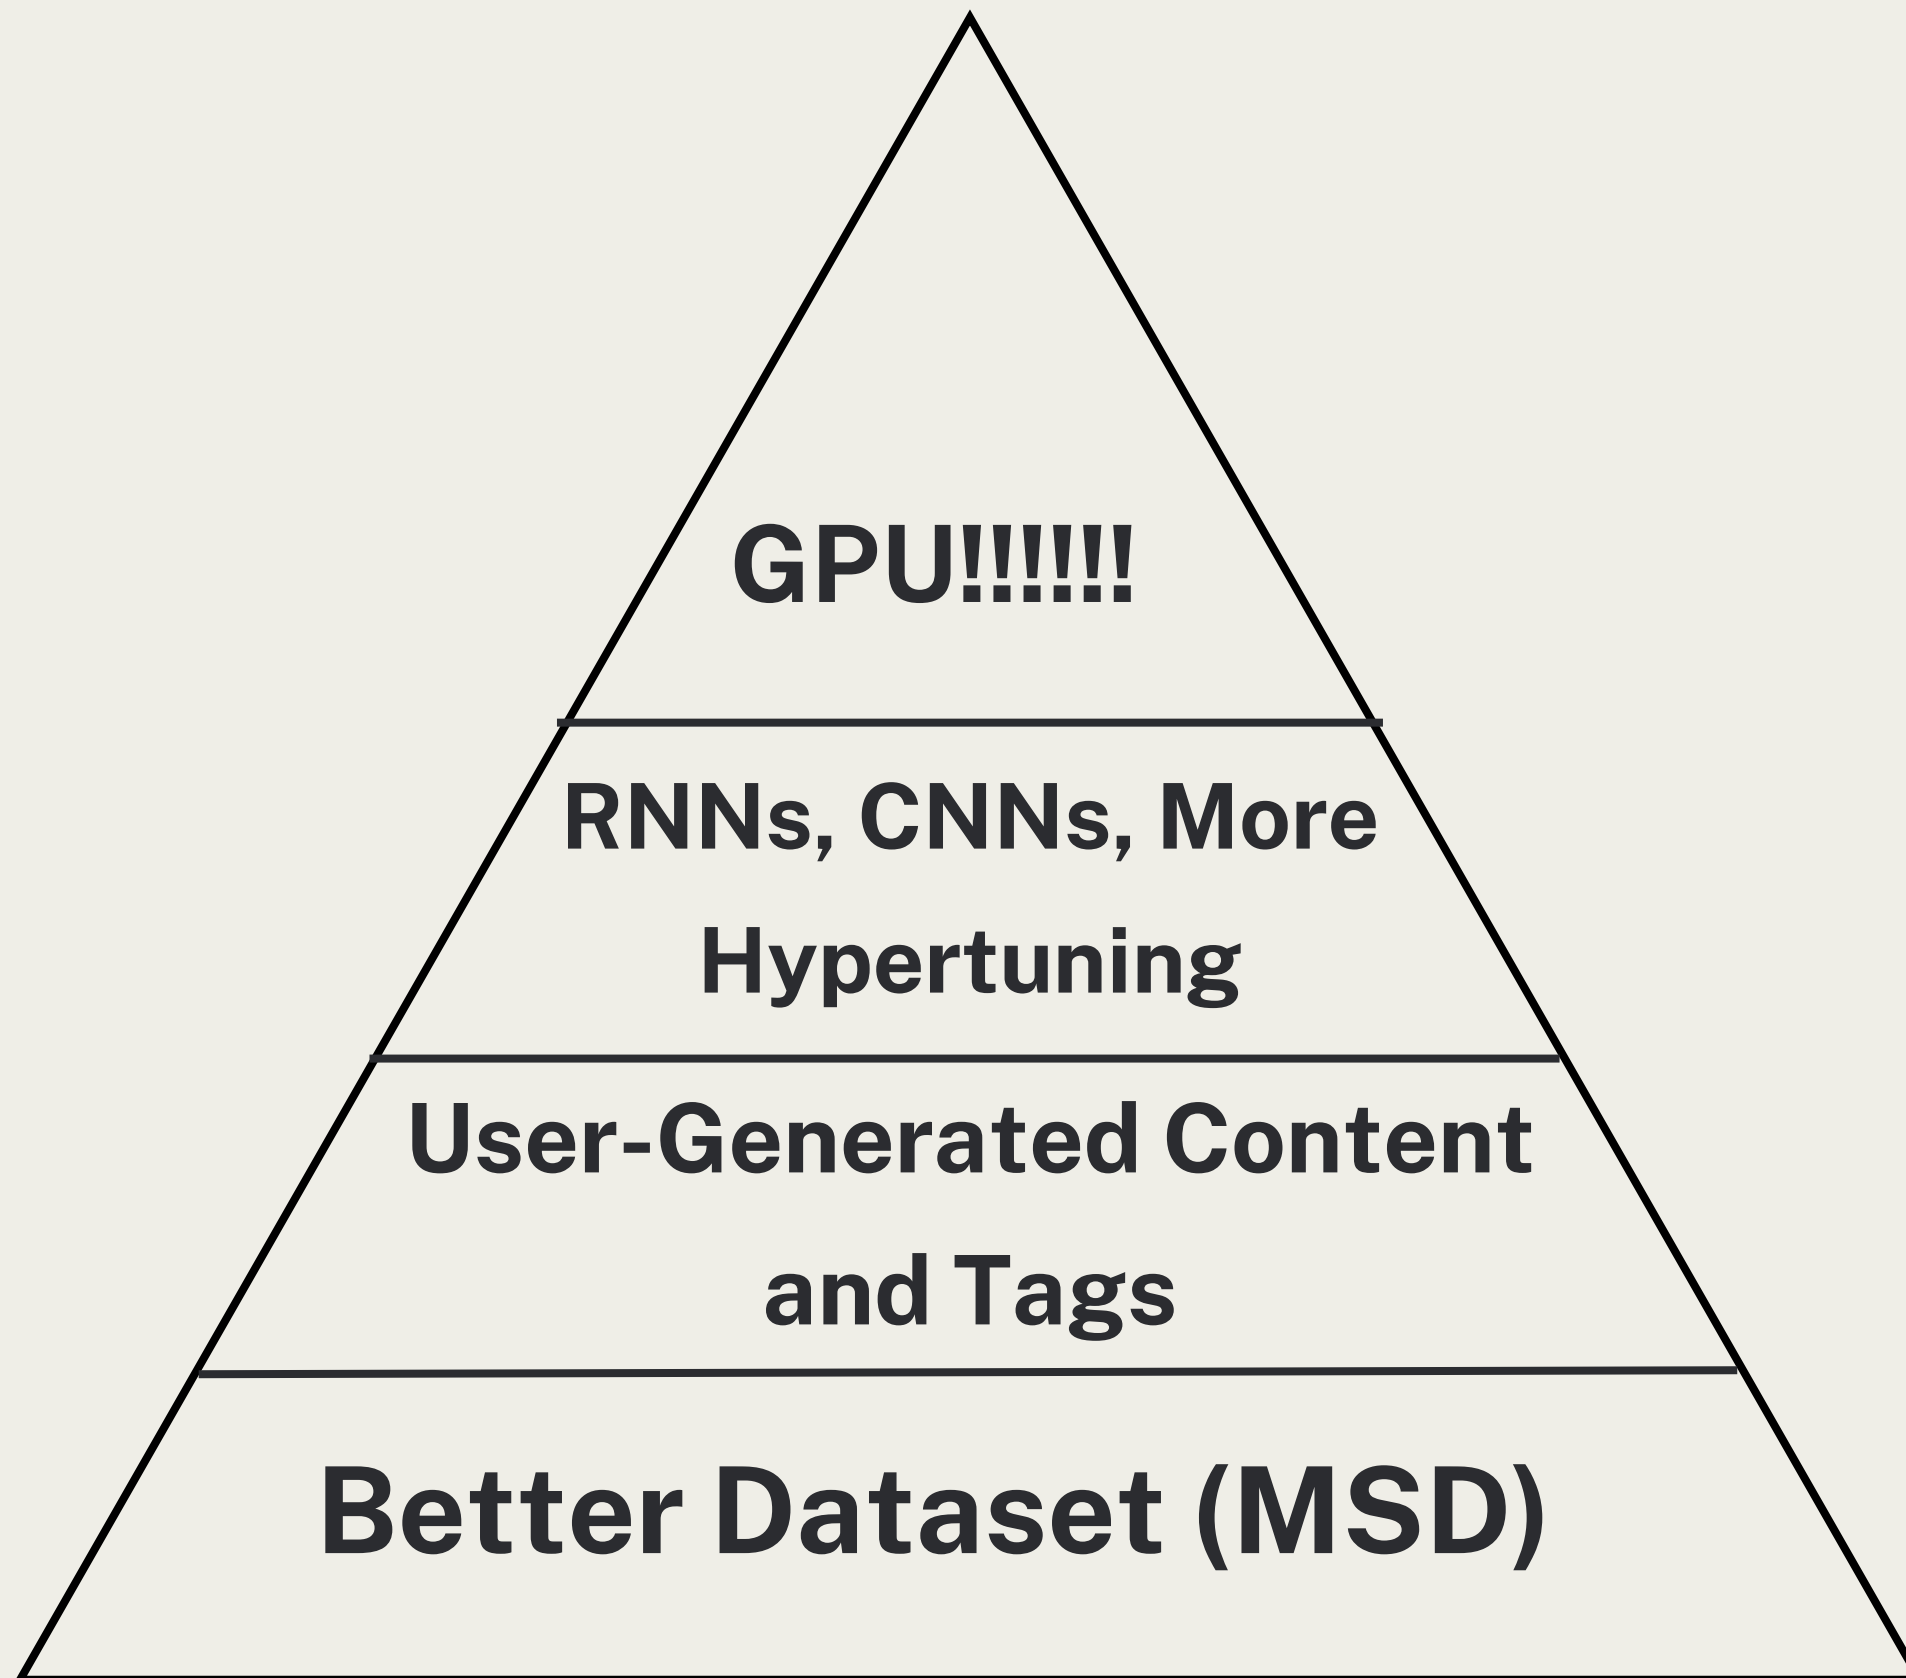 GPU!!!!!!
RNNs, CNNs, More
Hypertuning
User-Generated Content
and Tags
Better Dataset (MSD)